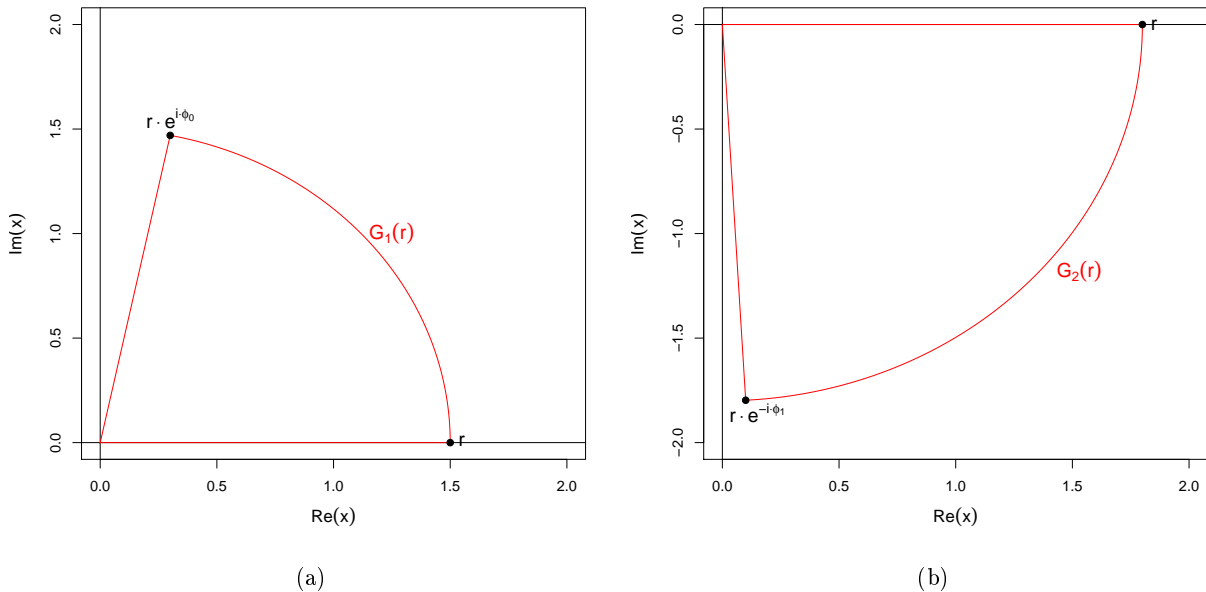 2.0
1.5
1.0
0.5
0.0
Im(x)
r · e^{i·ϕ₀}
G₁(r)
r
0.0 0.5 1.0 1.5 2.0
Re(x)
(a)
0.0
−0.5
−1.0
−1.5
−2.0
Im(x)
r
G₂(r)
r · e^{−i·ϕ₁}
0.0 0.5 1.0 1.5 2.0
Re(x)
(b)